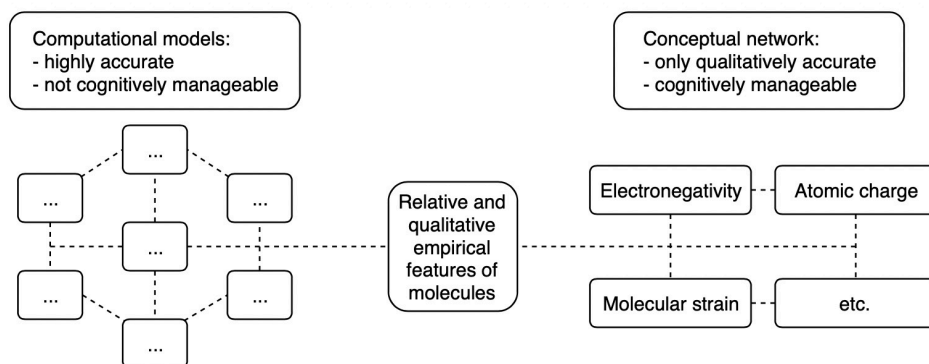 Computational models:
- highly accurate
- not cognitively manageable
Conceptual network:
- only qualitatively accurate
- cognitively manageable
...
...
...
...
...
...
...
Relative and
qualitative
empirical
features of
molecules
Electronegativity
Atomic charge
Molecular strain
etc.